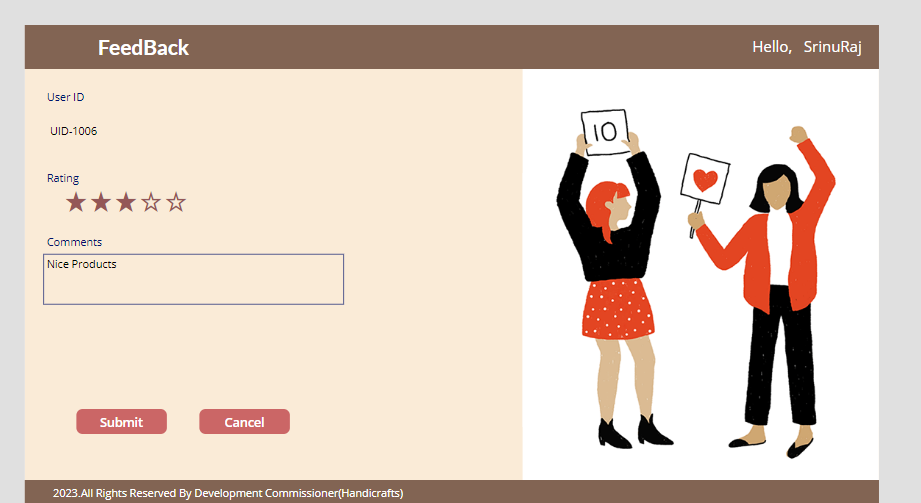 FeedBack
Hello, SrinuRaj
User ID
UID-1006
Rating
Comments
Nice Products
Submit
Cancel
10
2023.All Rights Reserved By Development Commissioner(Handicrafts)